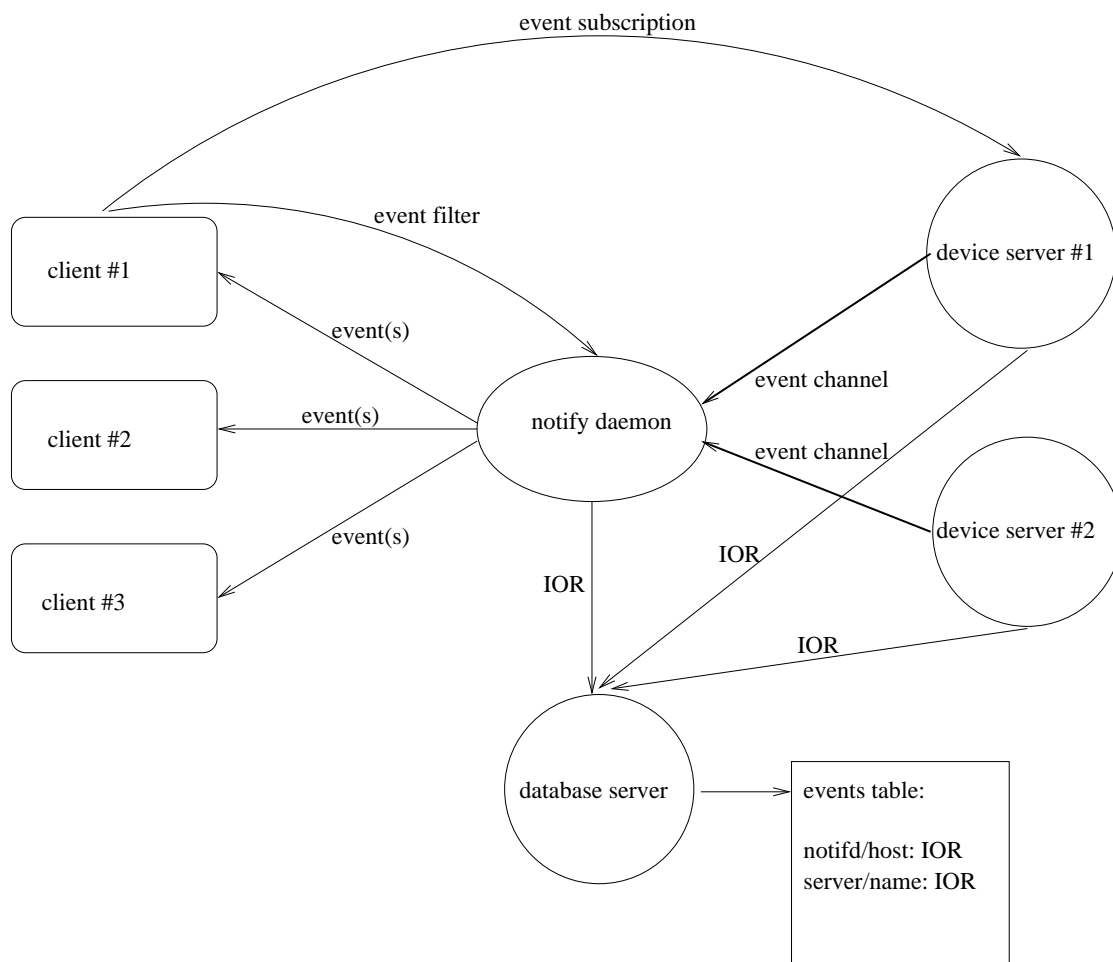 event subscription
event filter
client #1
device server #1
event(s)
event channel
client #2
event(s)
notify daemon
event channel
device server #2
event(s)
IOR
IOR
client #3
IOR
database server
events table:
notifd/host: IOR
server/name: IOR